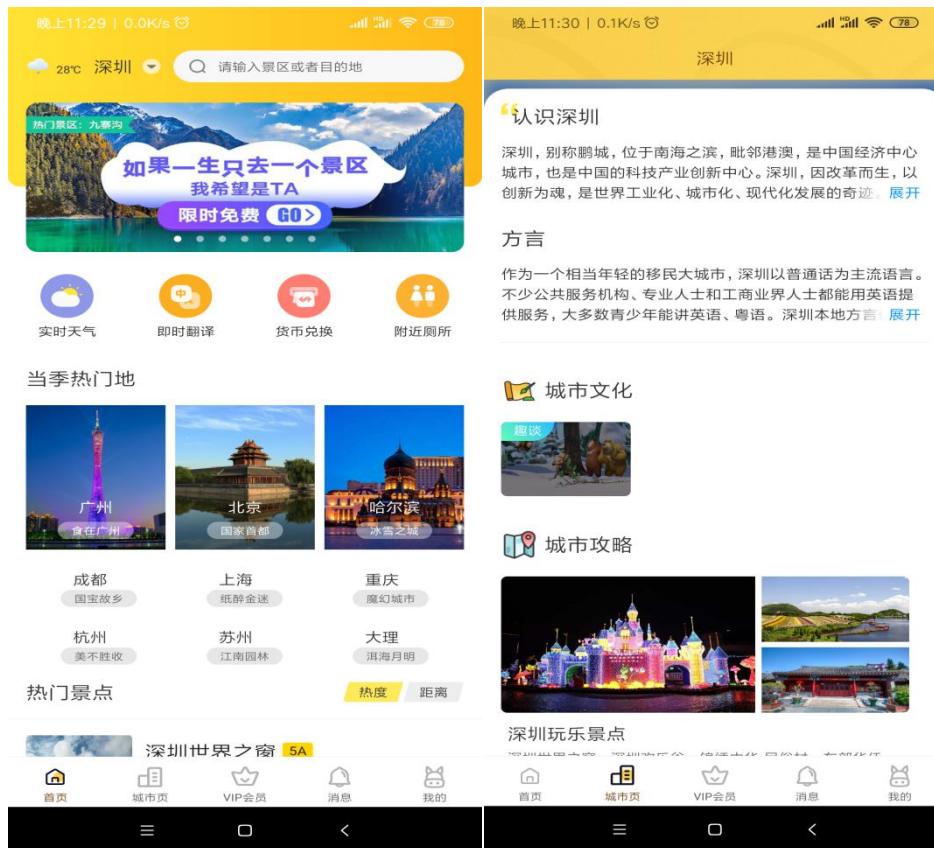 晚上11:29 | 0.0K/s
HD
78
28℃ 深圳
请输入景区或者目的地
热门景区：九寨沟
如果一生只去一个景区
我希望是TA
限时免费 GO>
中
实时天气 即时翻译 货币兑换 附近厕所
当季热门地
广州 北京 哈尔滨
食在广州 国家首都 冰雪之城
成都 上海 重庆
国宝故乡 纸醉金迷 魔幻城市
杭州 苏州 大理
美不胜收 江南园林 洱海月明
热门景点 热度 距离
深圳世界之窗 5A
首页 城市页 VIP会员 消息 我的
晚上11:30 | 0.1K/s
HD
78
深圳
认识深圳
深圳，别称鹏城，位于南海之滨，毗邻港澳，是中国经济中心
城市，也是中国的科技产业创新中心。深圳，因改革而生，以
创新为魂，是世界工业化、城市化、现代化发展的奇迹。 展开
方言
作为一个相当年轻的移民大城市，深圳以普通话为主流语言。
不少公共服务机构、专业人士和工商业界人士都能用英语提
供服务，大多数青少年能讲英语、粤语。深圳本地方言 展开
城市文化
趣谈
城市攻略
深圳玩乐景点
首页 城市页 VIP会员 消息 我的